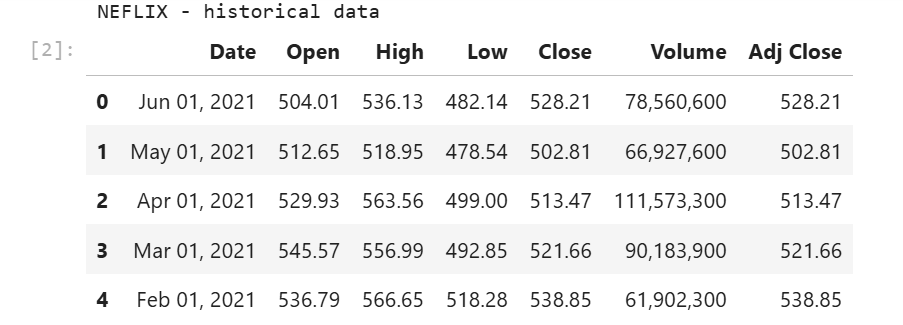 NEFLIX - historical data
[2]:
Date Open High Low Close Volume Adj Close
0 Jun 01, 2021 504.01 536.13 482.14 528.21 78,560,600 528.21
1 May 01, 2021 512.65 518.95 478.54 502.81 66,927,600 502.81
2 Apr 01, 2021 529.93 563.56 499.00 513.47 111,573,300 513.47
3 Mar 01, 2021 545.57 556.99 492.85 521.66 90,183,900 521.66
4 Feb 01, 2021 536.79 566.65 518.28 538.85 61,902,300 538.85